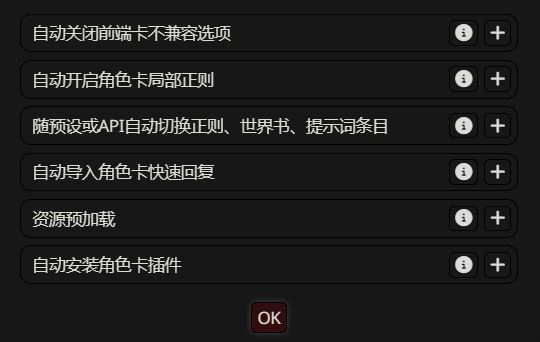 自动关闭前端卡不兼容选项
自动开启角色卡局部正则
随预设或API自动切换正则、世界书、提示词条目
自动导入角色卡快速回复
资源预加载
自动安装角色卡插件
OK